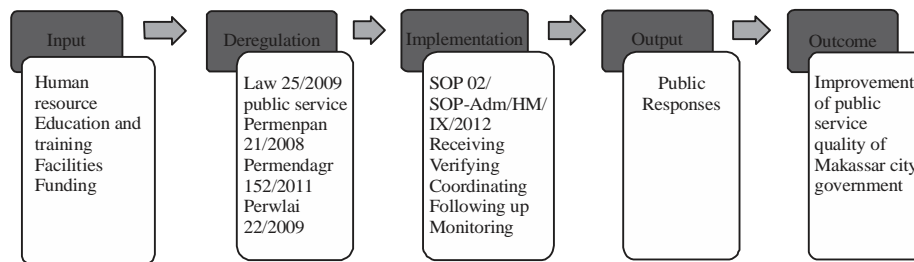 Input
Human
resource
Education and
training
Facilities
Funding
Deregulation
Law 25/2009
public service
Permenpan
21/2008
Permendagr
152/2011
Perwlai
22/2009
Implementation
SOP 02/
SOP-Adm/HM/
IX/2012
Receiving
Verifying
Coordinating
Following up
Monitoring
Output
Public
Responses
Outcome
Improvement
of public
service
quality of
Makassar city
government